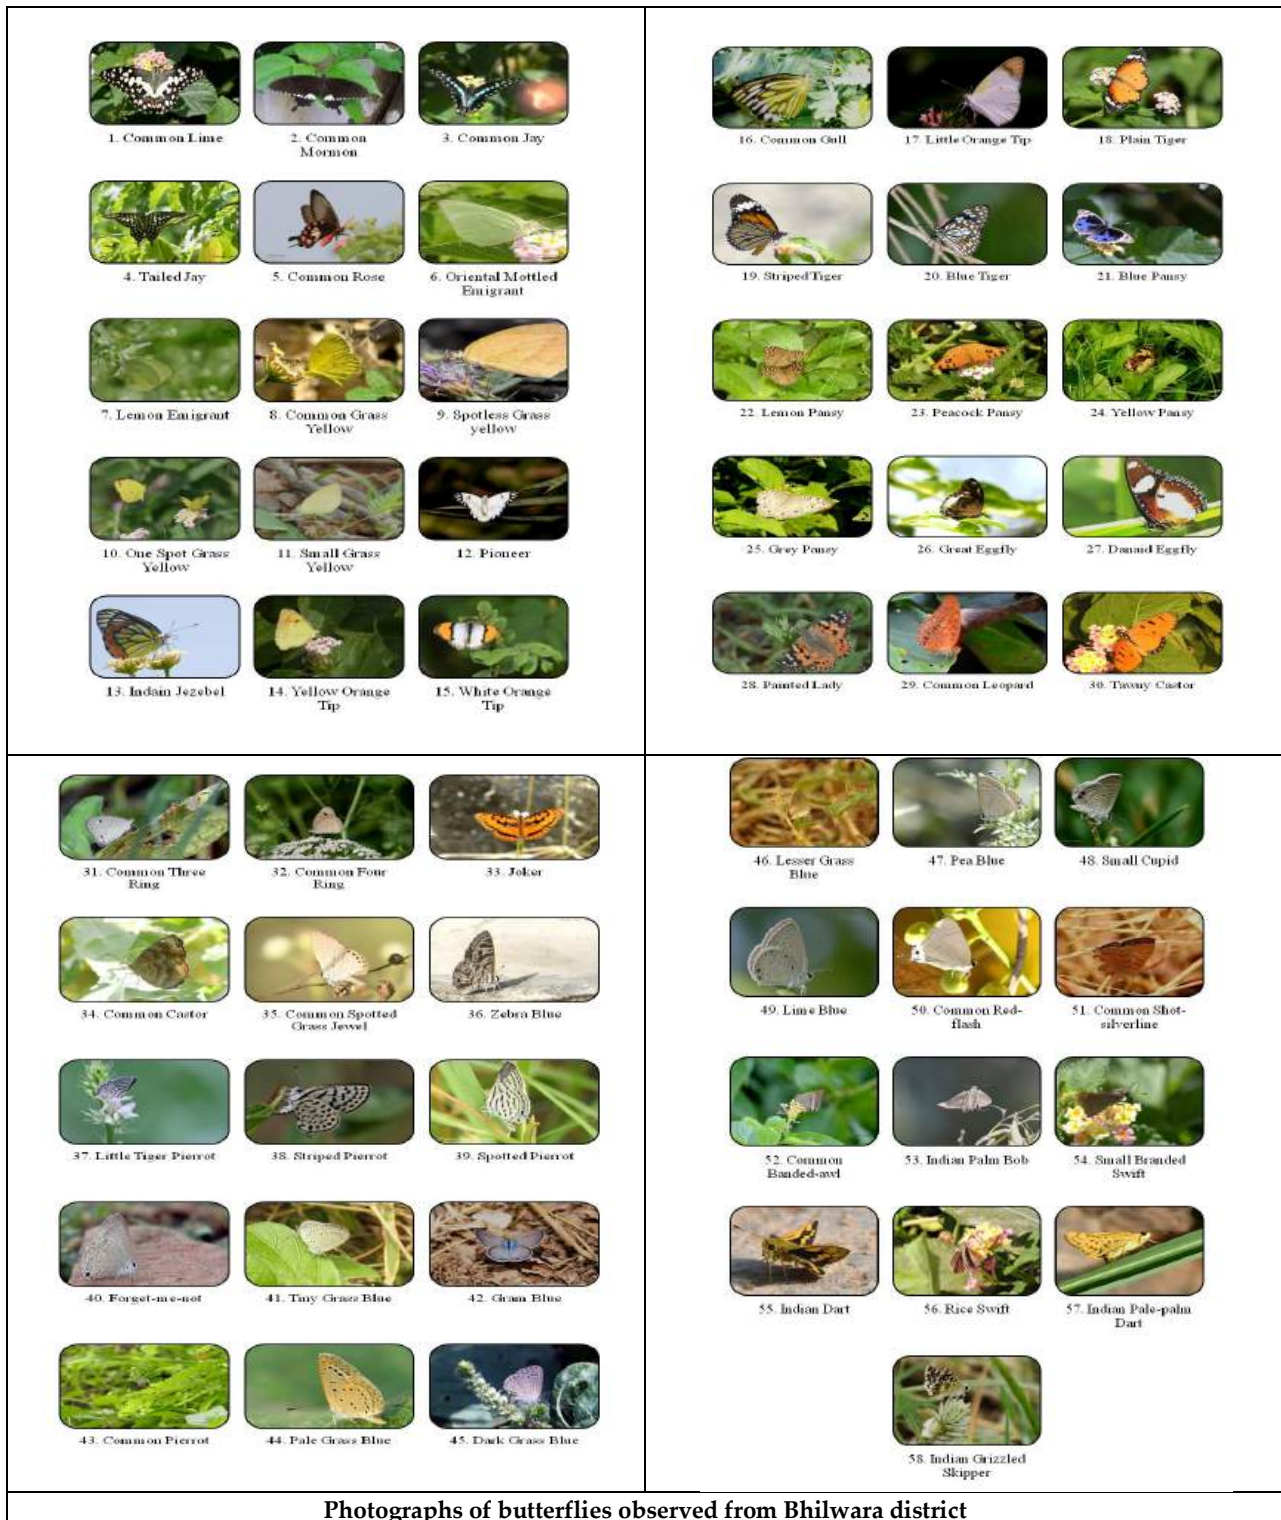 1. Common Lime
2. Common
Mormon
3. Common Jay
4. Tailed Jay
5. Common Rose
6. Oriental Mottled
Emigrant
7. Lemon Emigrant
8. Common Grass
Yellow
9. Spotless Grass
yellow
10. One Spot Grass
Yellow
11. Small Grass
Yellow
12. Pioneer
13. Indain Jezebel
14. Yellow Orange
Tip
15. White Orange
Tip
16. Common Gull
17. Little Orange Tip
18. Plain Tiger
19. Striped Tiger
20. Blue Tiger
21. Blue Pansy
22. Lemon Pansy
23. Peacock Pansy
24. Yellow Pansy
25. Grey Pansy
26. Great Eggfly
27. Danaid Eggfly
28. Painted Lady
29. Common Leopard
30. Tawny Castor
31. Common Three
Ring
32. Common Four
Ring
33. Joker
34. Common Castor
35. Common Spotted
Grass Jewel
36. Zebra Blue
37. Little Tiger Pierrot
38. Striped Pierrot
39. Spotted Pierrot
40. Forget-me-not
41. Tiny Grass Blue
42. Gram Blue
43. Common Pierrot
44. Pale Grass Blue
45. Dark Grass Blue
46. Lesser Grass
Blue
47. Pea Blue
48. Small Cupid
49. Lime Blue
50. Common Red-
flash
51. Common Shot-
silverline
52. Common
Banded-awl
53. Indian Palm Bob
54. Small Branded
Swift
55. Indian Dart
56. Rice Swift
57. Indian Pale-palm
Dart
58. Indian Grizzled
Skipper
Photographs of butterflies observed from Bhilwara district